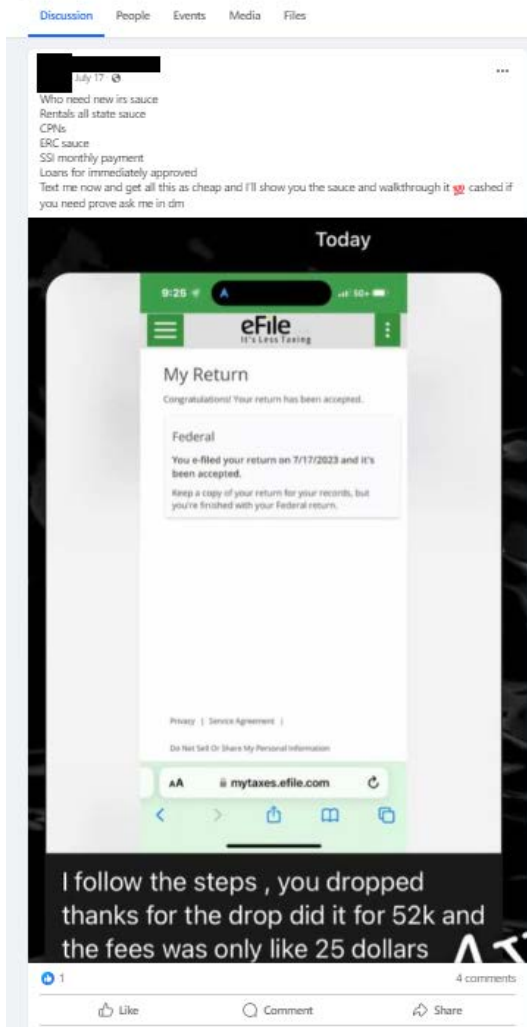 Discussion People Events Media Files
July 17
Who need new irs sauce
Rentals all state sauce
CPNs
ERC sauce
SSI monthly payment
Loans for immediately approved
Text me now and get all this as cheap and I'll show you the sauce and walkthrough it 💯 cashed if
you need prove ask me in dm
Today
9:25 5G+
eFile
It's Less Taxing
My Return
Congratulations! Your return has been accepted.
Federal
You e-filed your return on 7/17/2023 and it's
been accepted.
Keep a copy of your return for your records, but
you're finished with your Federal return.
Privacy | Service Agreement |
Do Not Sell Or Share My Personal Information
AA mytaxes.efile.com
I follow the steps , you dropped
thanks for the drop did it for 52k and
the fees was only like 25 dollars
1 4 comments
Like Comment Share